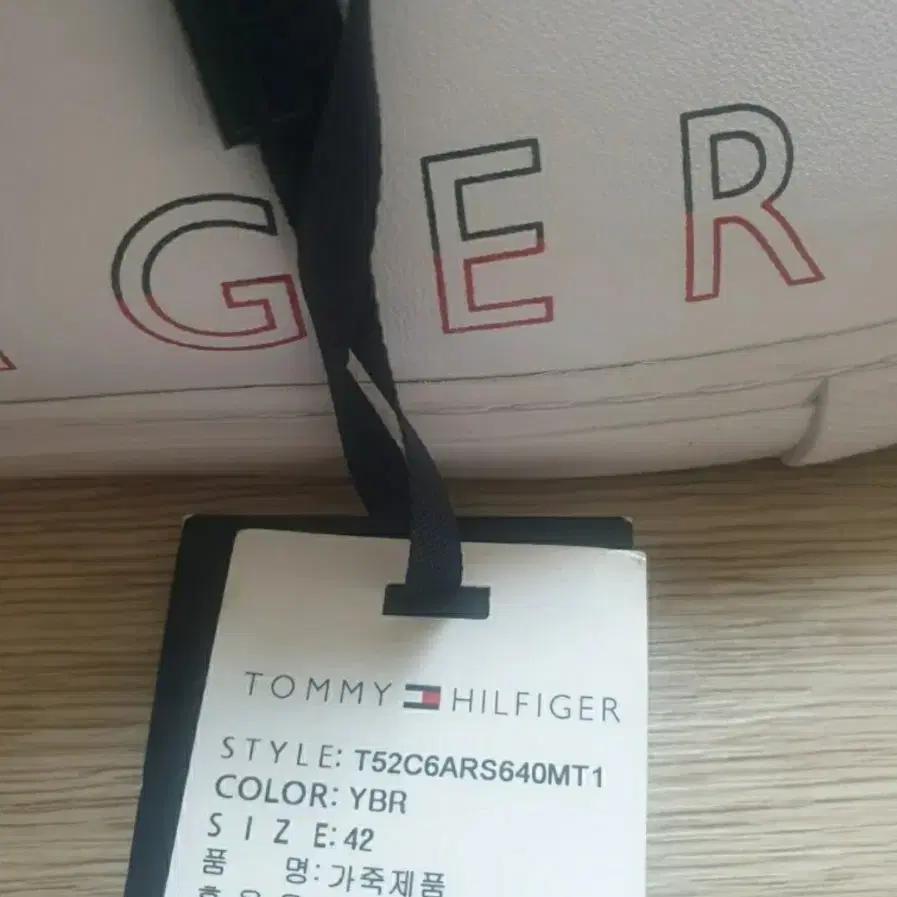 GER
TOMMY HILFIGER
STYLE: T52C6ARS640MT1
COLOR: YBR
SIZE: 42
품 명: 가죽제품